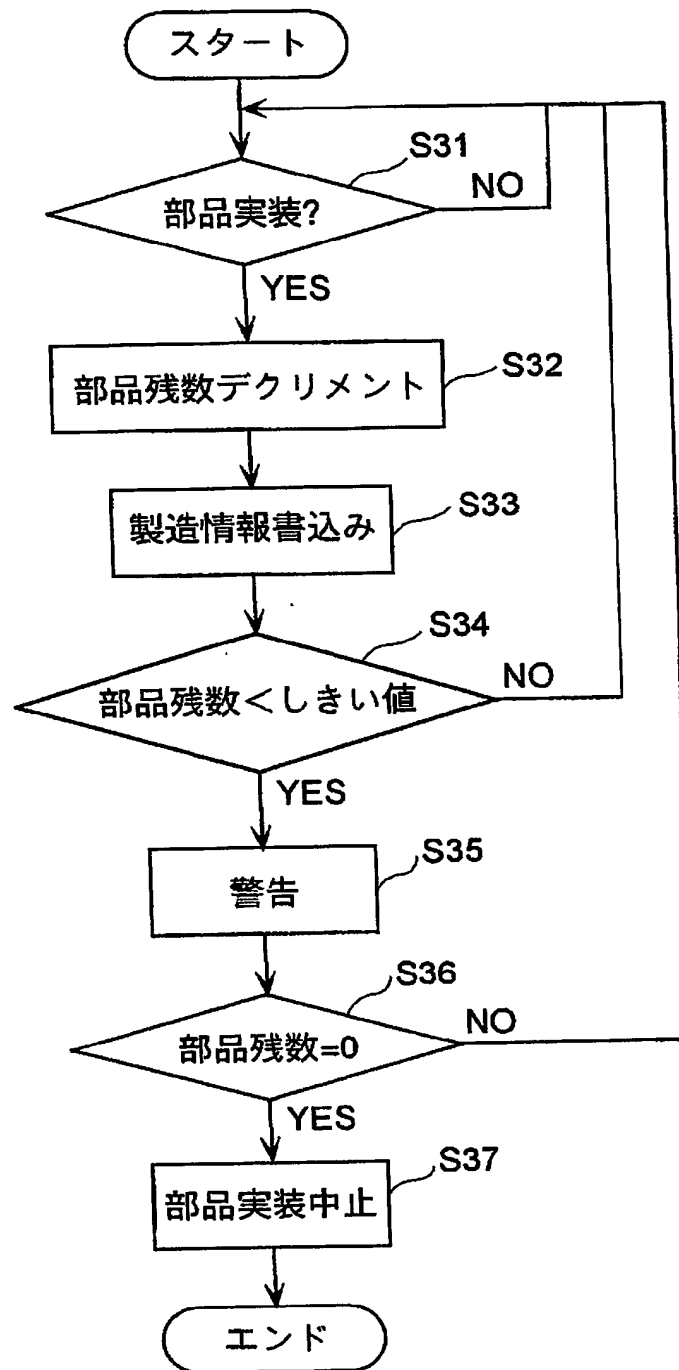 スタート
S31
部品実装?
NO
YES
部品残数デクリメント
S32
製造情報書込み
S33
S34
部品残数＜しきい値
NO
YES
警告
S35
S36
部品残数=0
NO
YES
S37
部品実装中止
エンド